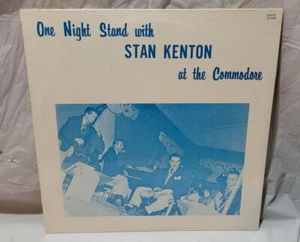 One Night Stand with
STAN KENTON
at the Commodore